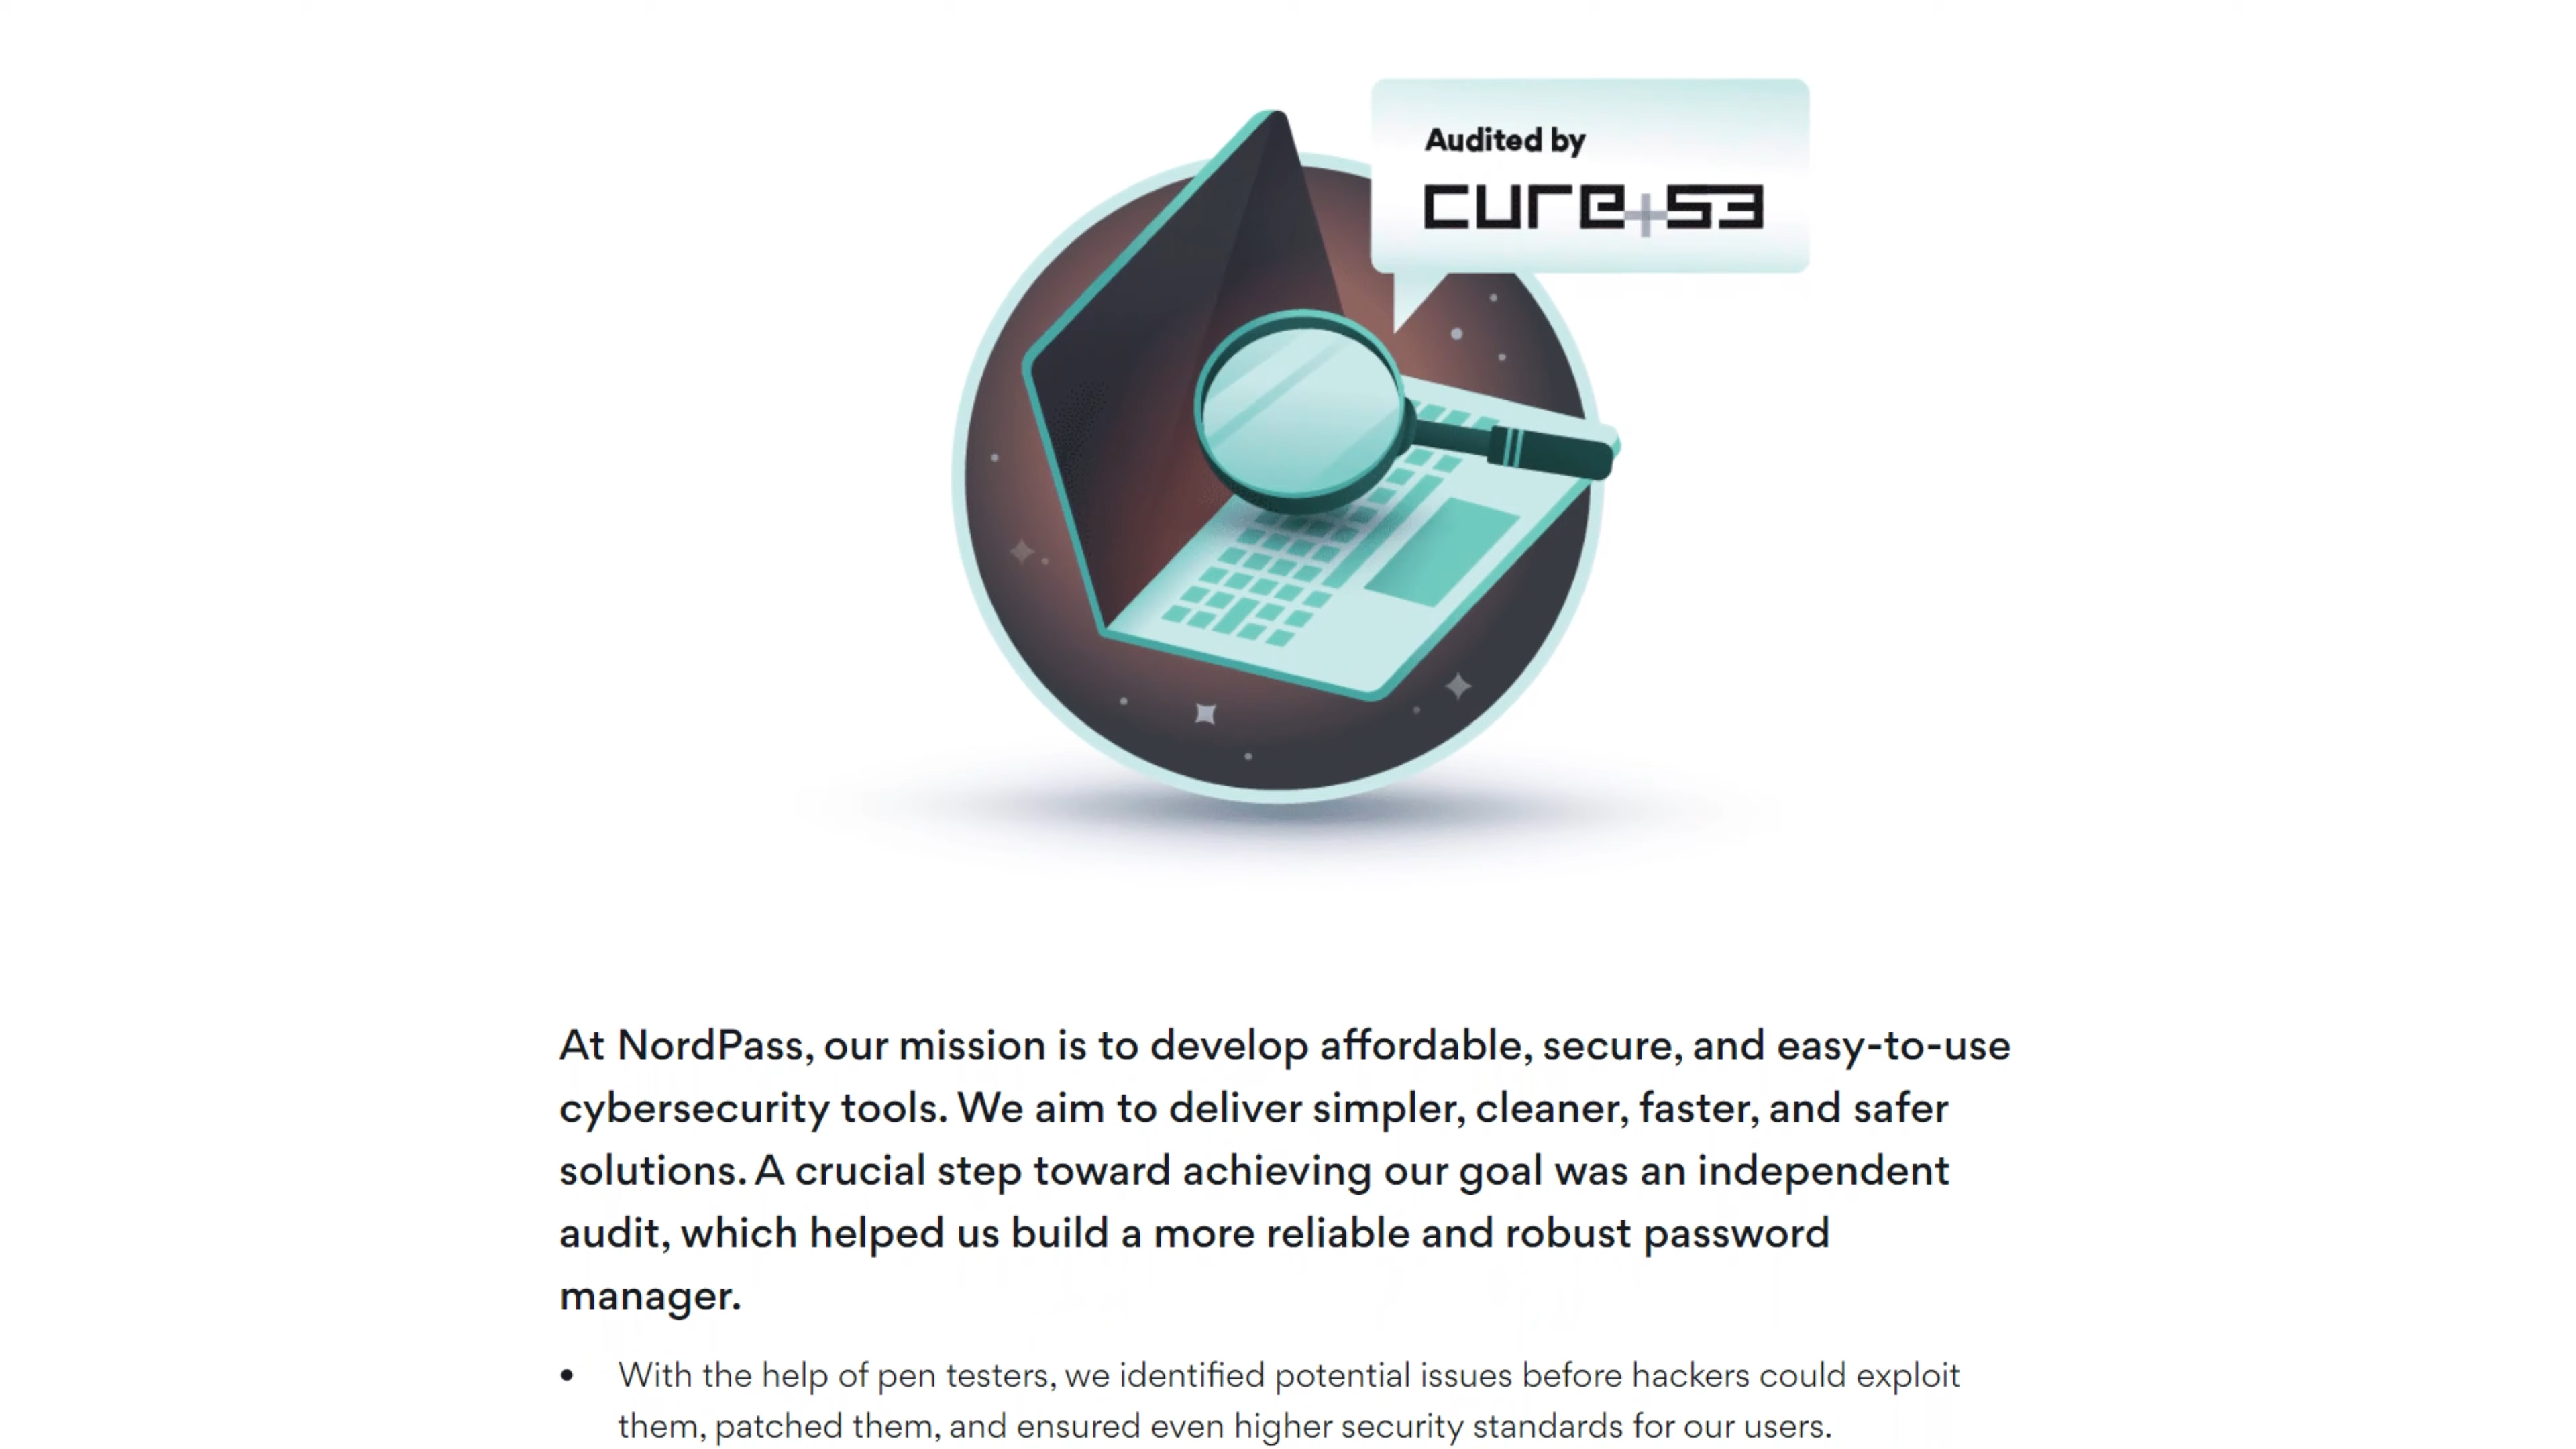 Audited by
cure+53
At NordPass, our mission is to develop affordable, secure, and easy-to-use
cybersecurity tools. We aim to deliver simpler, cleaner, faster, and safer
solutions. A crucial step toward achieving our goal was an independent
audit, which helped us build a more reliable and robust password
manager.
• With the help of pen testers, we identified potential issues before hackers could exploit
them, patched them, and ensured even higher security standards for our users.